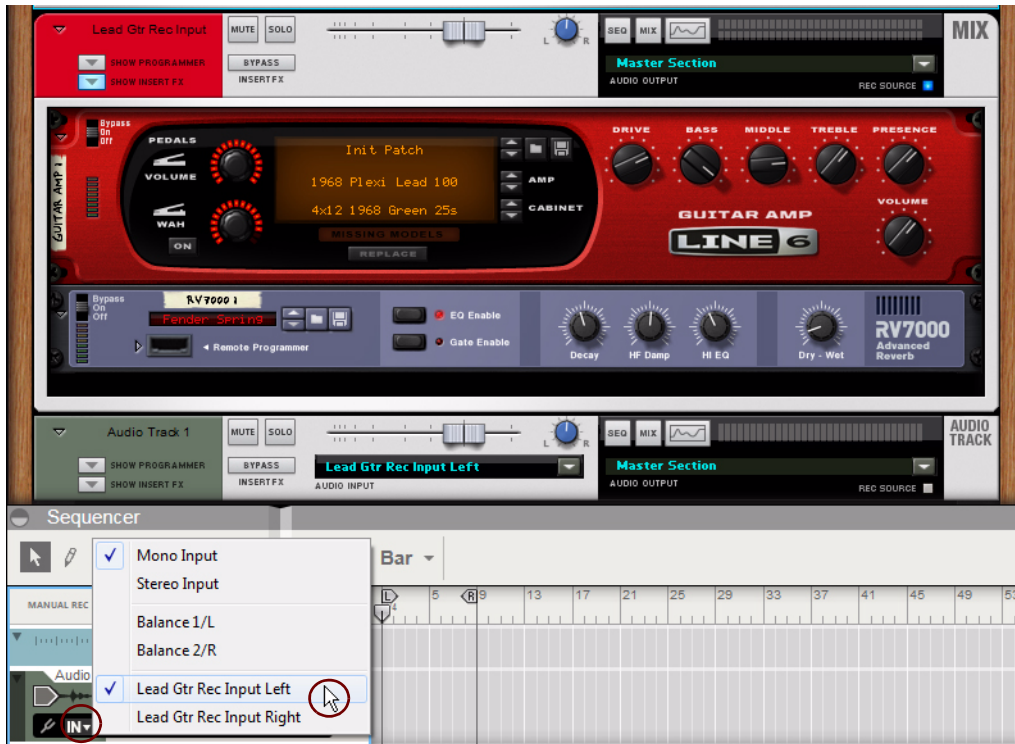 Lead Gtr Rec Input
MUTE SOLO
L R
SEQ MIX
MIX
SHOW PROGRAMMER
SHOW INSERT FX
BYPASS
INSERT FX
Master Section
AUDIO OUTPUT
REC SOURCE
GUITAR AMP 1
Bypass
On
Off
PEDALS
VOLUME
WAH
ON
Init Patch
1968 Plexi Lead 100
4x12 1968 Green 25s
MISSING MODELS
REPLACE
AMP
CABINET
DRIVE BASS MIDDLE TREBLE PRESENCE
VOLUME
GUITAR AMP
LINE 6
Bypass
On
Off
RV7000 1
Fender Spring
Remote Programmer
EQ Enable
Gate Enable
Decay HF Damp HI EQ Dry - Wet
RV7000
Advanced
Reverb
Audio Track 1
MUTE SOLO
L R
SEQ MIX
AUDIO
TRACK
SHOW PROGRAMMER
SHOW INSERT FX
BYPASS
INSERT FX
Lead Gtr Rec Input Left
AUDIO INPUT
Master Section
AUDIO OUTPUT
REC SOURCE
Sequencer
Bar
MANUAL REC
L R
5 9 13 17 21 25 29 33 37 41 45 49 53
4
Audio
IN
Mono Input
Stereo Input
Balance 1/L
Balance 2/R
Lead Gtr Rec Input Left
Lead Gtr Rec Input Right